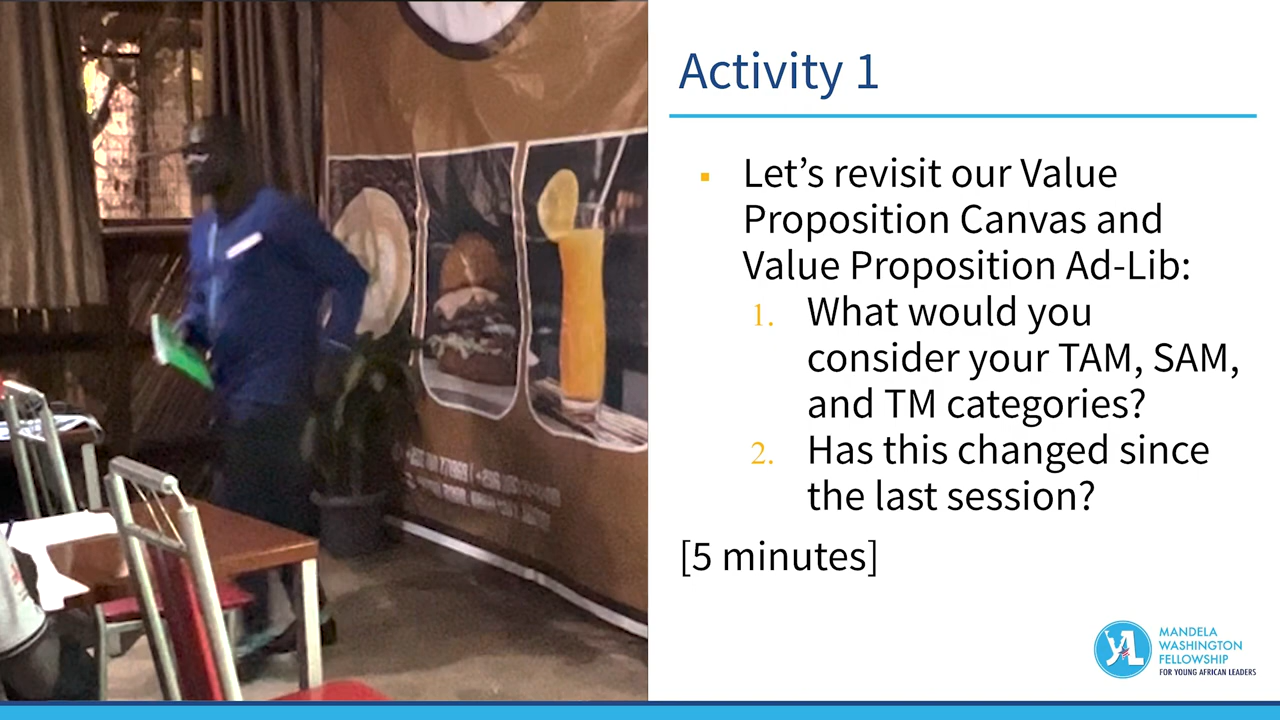 Activity 1
▪ Let’s revisit our Value
Proposition Canvas and
Value Proposition Ad-Lib:
1. What would you
consider your TAM, SAM,
and TM categories?
2. Has this changed since
the last session?
[5 minutes]
YAL
MANDELA
WASHINGTON
FELLOWSHIP
FOR YOUNG AFRICAN LEADERS